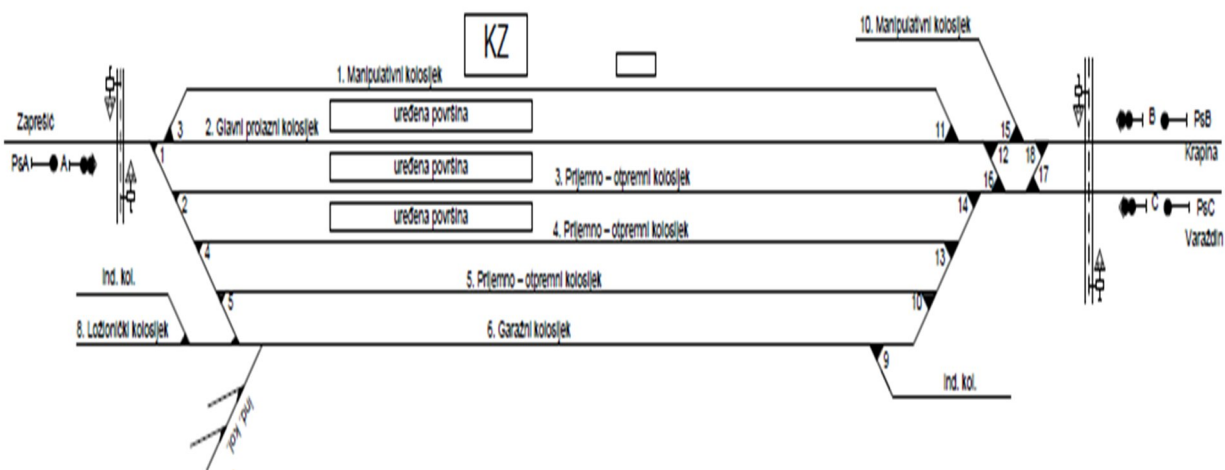 KZ
10. Manipulativni kolosijek
1. Manipulativni kolosijek
uređena površina
Zaprešić
3
2. Glavni prolazni kolosijek
11
15
B
PsB
PsA
A
1
12
18
Krapina
uređena površina
3. Prijemno – otpremni kolosijek
16
17
2
14
C
PsC
uređena površina
4. Prijemno – otpremni kolosijek
Varaždin
4
13
Ind. kol.
5. Prijemno – otpremni kolosijek
5
10
8. Ložionički kolosijek
6. Garažni kolosijek
9
Ind. kol.
Ind. kol.